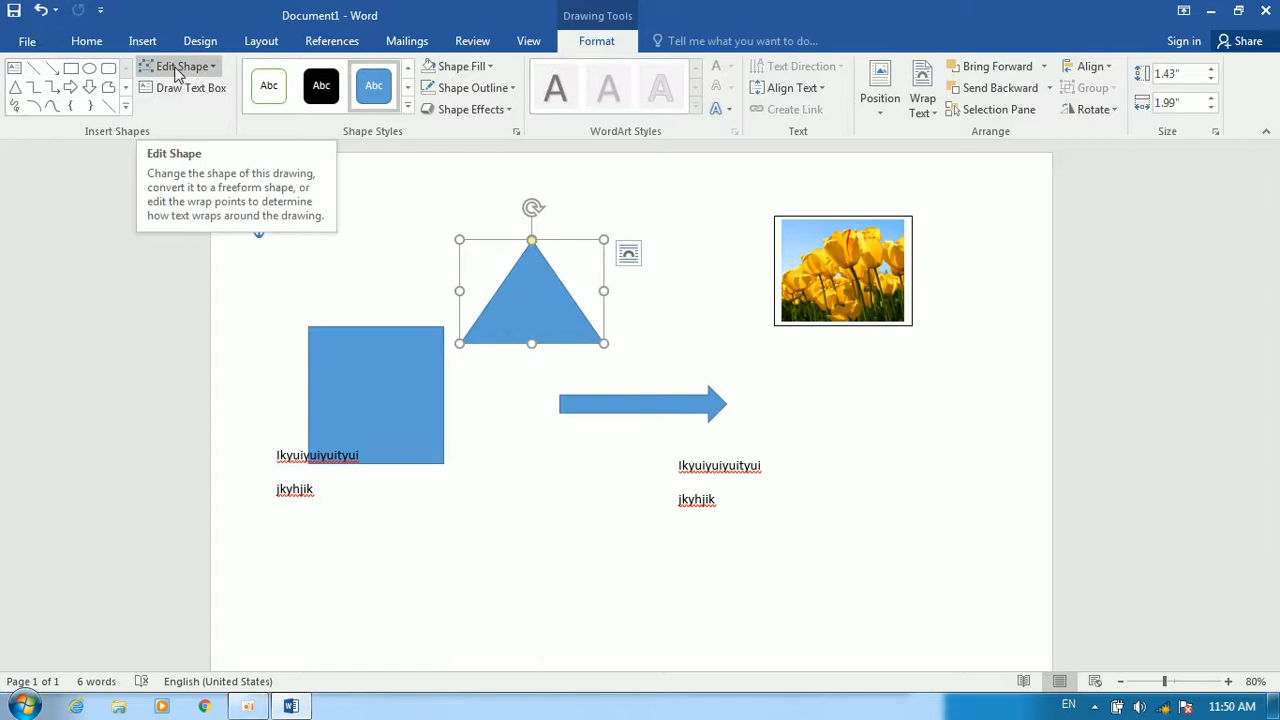 Document1 - Word
Drawing Tools
File
Home
Insert
Design
Layout
References
Mailings
Review
View
Format
Tell me what you want to do...
Sign in
Share
Edit Shape
Draw Text Box
Insert Shapes
Abc
Abc
Abc
Shape Fill
Shape Outline
Shape Effects
Shape Styles
A
A
A
A
A
A
WordArt Styles
Text Direction
Align Text
Create Link
Text
Position
Wrap
Text
Bring Forward
Send Backward
Selection Pane
Align
Group
Rotate
Arrange
1.43"
1.99"
Size
Edit Shape
Change the shape of this drawing,
convert it to a freeform shape, or
edit the wrap points to determine
how text wraps around the drawing.
lkyuiyuiyuityui
jkyhjik
lkyuiyuiyuityui
jkyhjik
Page 1 of 1
6 words
English (United States)
80%
EN
11:50 AM